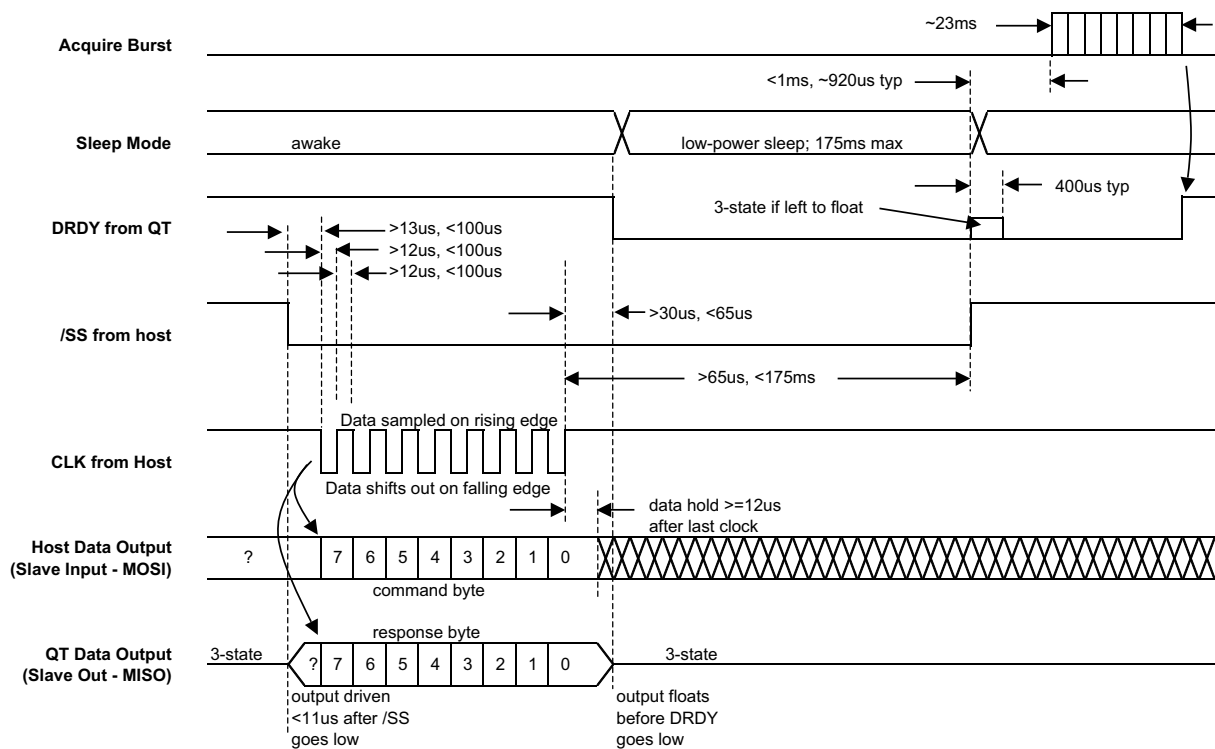 ~23ms
Acquire Burst
<1ms, ~920us typ
Sleep Mode
awake
low-power sleep; 175ms max
400us typ
3-state if left to float
DRDY from QT
>13us, <100us
>12us, <100us
>12us, <100us
/SS from host
>30us, <65us
>65us, <175ms
Data sampled on rising edge
CLK from Host
Data shifts out on falling edge
data hold >=12us
after last clock
Host Data Output
(Slave Input - MOSI)
? 7 6 5 4 3 2 1 0
command byte
response byte
QT Data Output
(Slave Out - MISO)
3-state ? 7 6 5 4 3 2 1 0 3-state
output driven
<11us after /SS
goes low
output floats
before DRDY
goes low